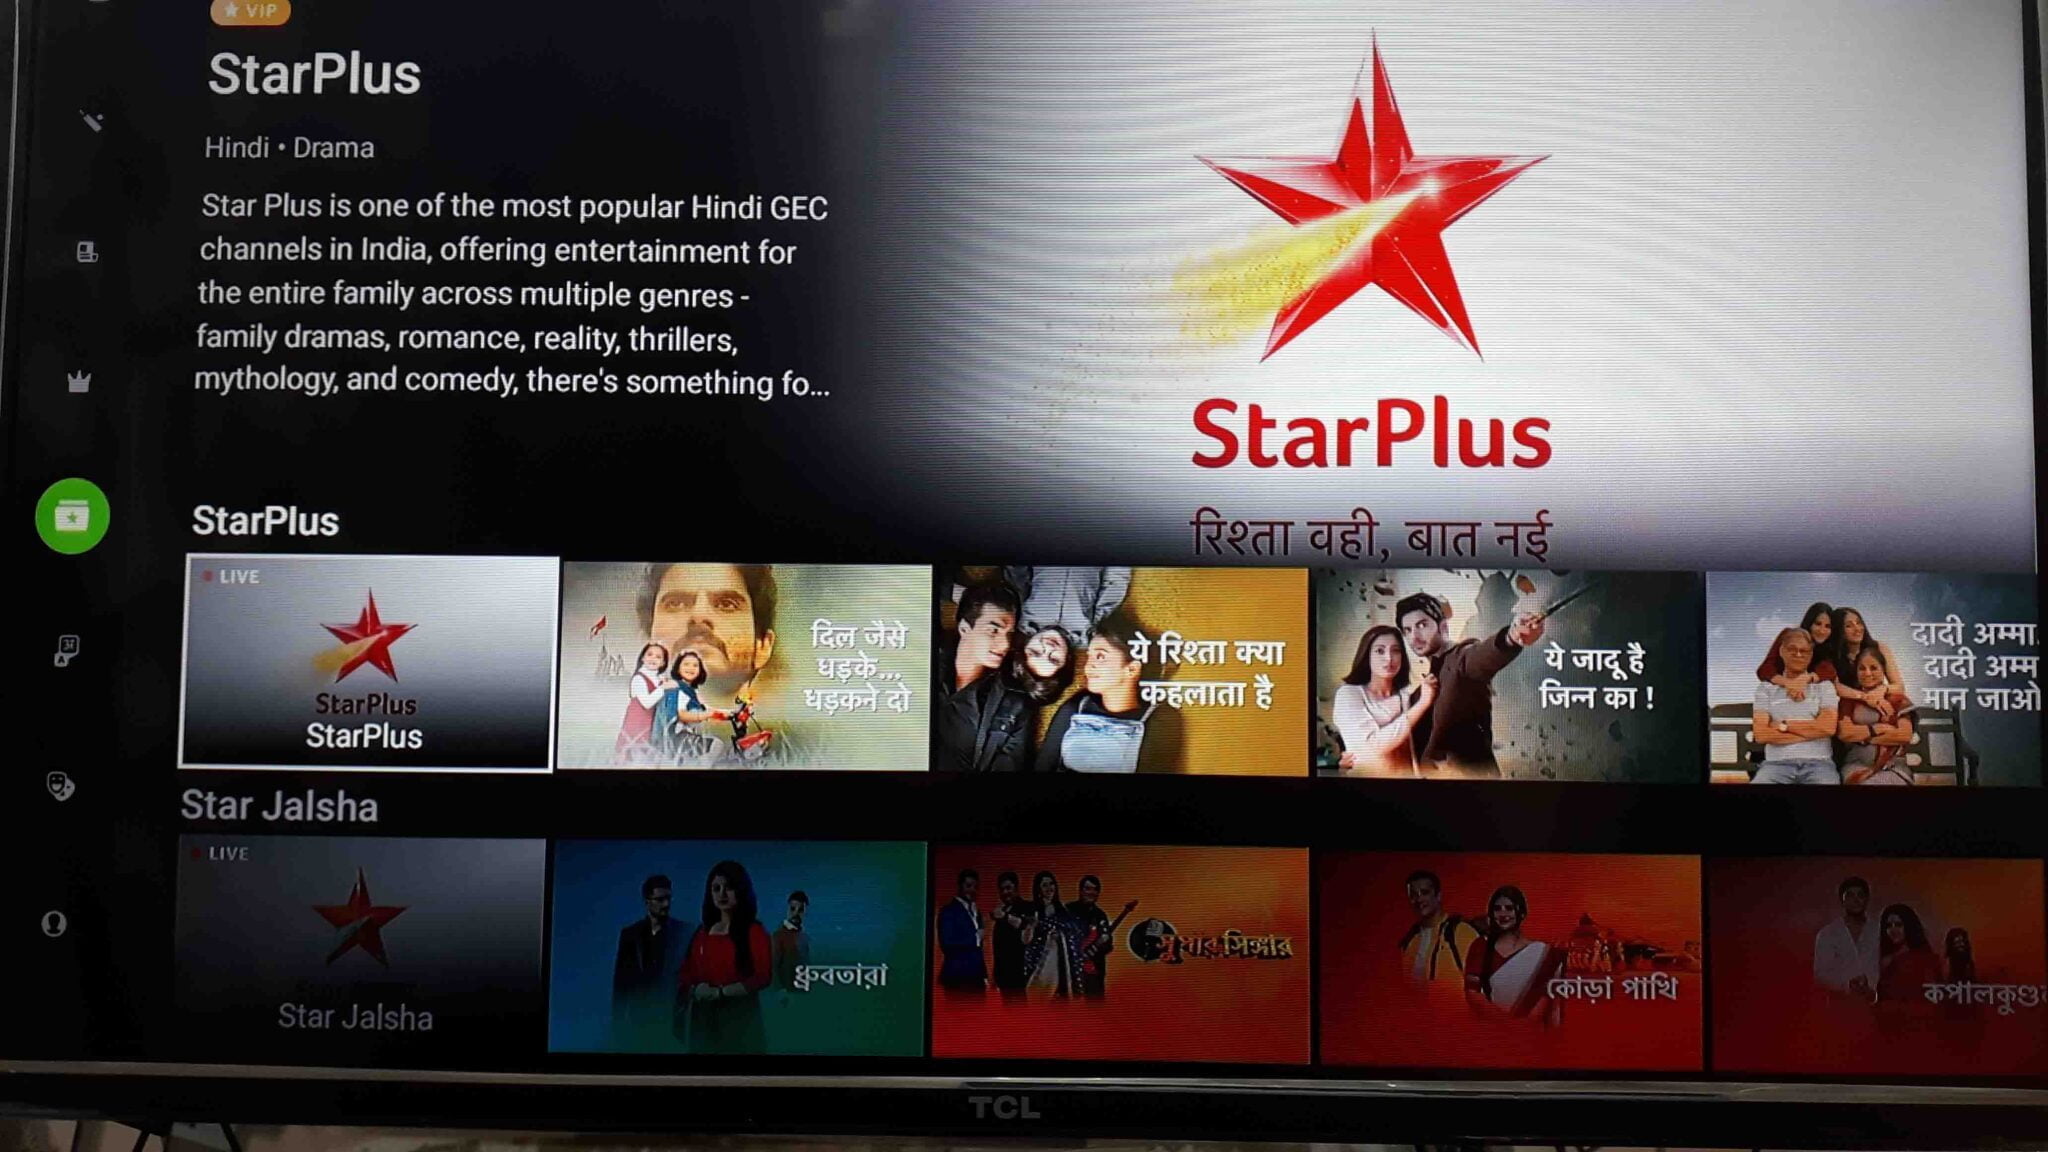 VIP
StarPlus
Hindi • Drama
Star Plus is one of the most popular Hindi GEC
channels in India, offering entertainment for
the entire family across multiple genres -
family dramas, romance, reality, thrillers,
mythology, and comedy, there's something fo...
StarPlus
रिश्ता वही, बात नई
StarPlus
LIVE
StarPlus
StarPlus
दिल जैसे
धड़के...
धड़कने दो
ये रिश्ता क्या
कहलाता है
ये जादू है
जिन्न का !
दादी अम्मा..
दादी अम्म
मान जाओ
Star Jalsha
LIVE
Star Jalsha
ধ্রুবতারা
সিঙ্গার
কোড়া পাখি
কপালকুণ্ড
TCL